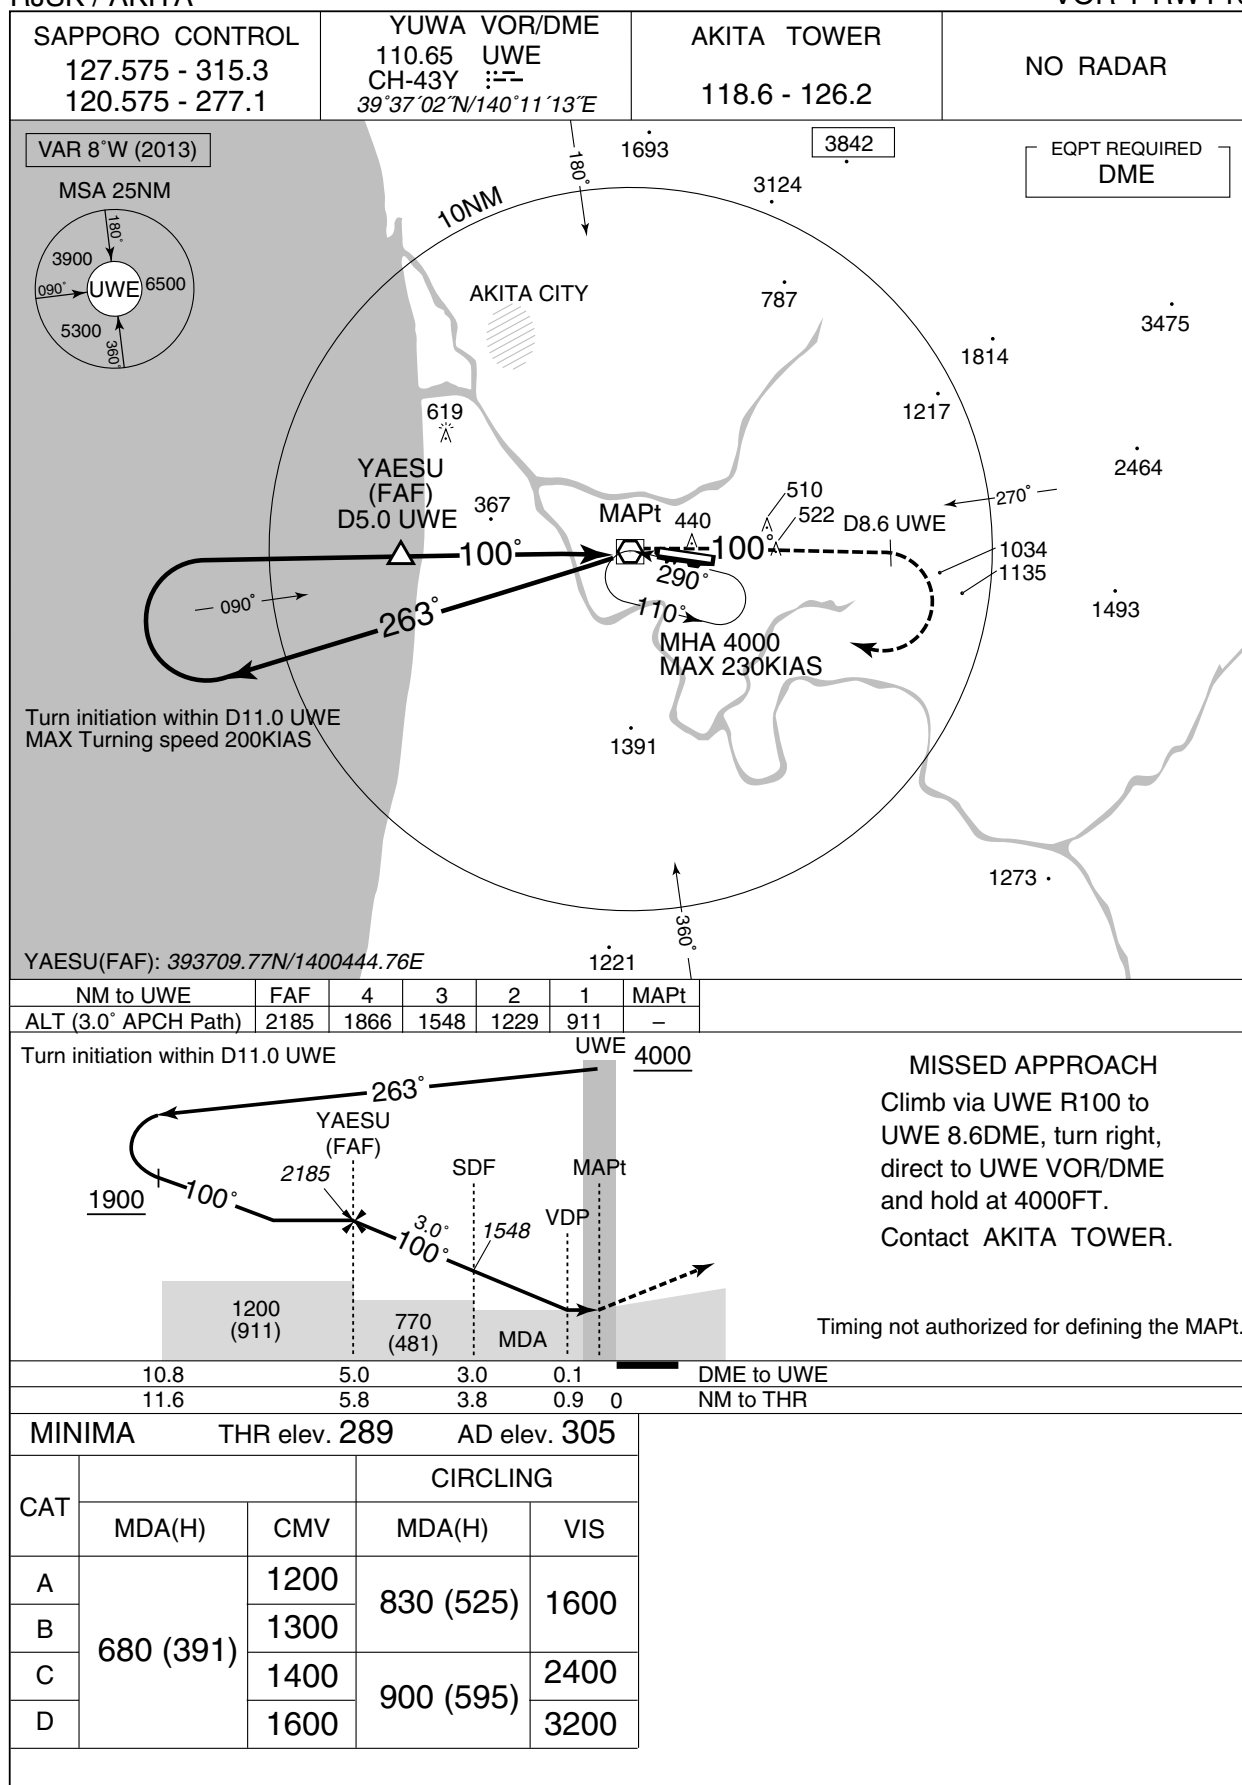 SAPPORO CONTROL
127.575 - 315.3
120.575 - 277.1
YUWA VOR/DME
110.65 UWE
CH-43Y
39°37´02˝N/140°11´13˝E
AKITA TOWER
118.6 - 126.2
NO RADAR
VAR 8°W (2013)
MSA 25NM
180°
3900
090°
UWE
6500
5300
360°
180°
1693
3842
3124
EQPT REQUIRED
DME
10NM
AKITA CITY
787
3475
1814
619
1217
2464
YAESU
(FAF)
D5.0 UWE
367
MAPt
440
510
522
D8.6 UWE
270°
100°
100°
1034
1135
290°
090°
263°
110°
1493
MHA 4000
MAX 230KIAS
Turn initiation within D11.0 UWE
MAX Turning speed 200KIAS
1391
1273
360°
YAESU(FAF): 393709.77N/1400444.76E
1221
NM to UWE FAF 4 3 2 1 MAPt
ALT (3.0° APCH Path) 2185 1866 1548 1229 911 –
Turn initiation within D11.0 UWE
UWE
4000
263°
YAESU
(FAF)
2185
SDF
MAPt
1900
100°
VDP
3.0°
100°
1548
1200
(911)
770
(481)
MDA
MISSED APPROACH
Climb via UWE R100 to
UWE 8.6DME, turn right,
direct to UWE VOR/DME
and hold at 4000FT.
Contact AKITA TOWER.
Timing not authorized for defining the MAPt.
10.8 5.0 3.0 0.1 DME to UWE
11.6 5.8 3.8 0.9 0 NM to THR
MINIMA THR elev. 289 AD elev. 305
CAT
CIRCLING
MDA(H) CMV MDA(H) VIS
A 1200
830 (525) 1600
B 1300
680 (391)
C 1400 2400
900 (595)
D 1600 3200